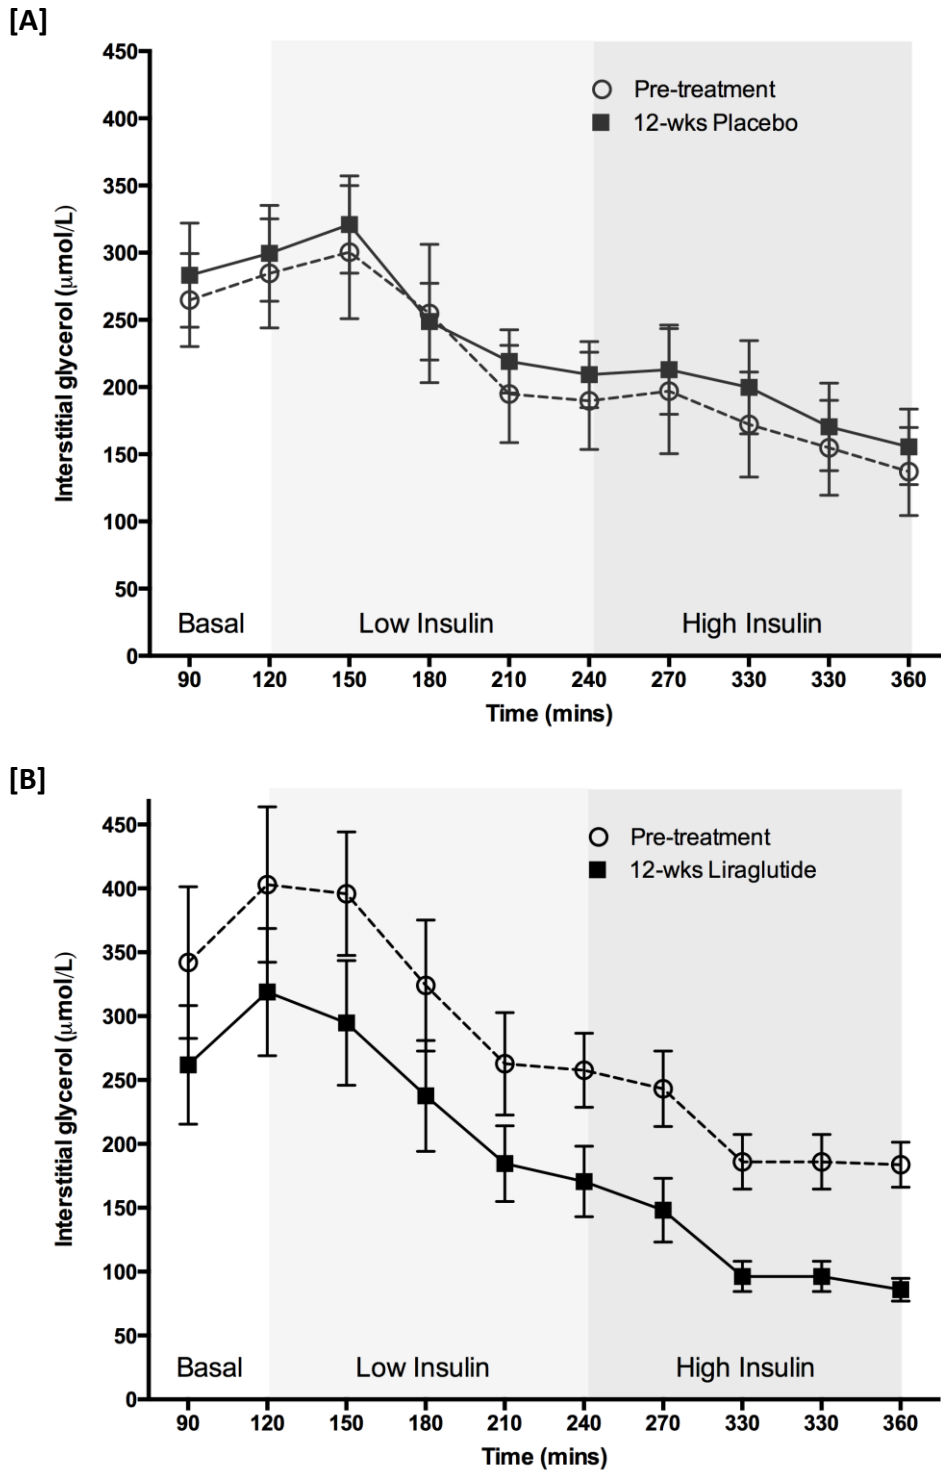 [A]
450
400
350
300
250
200
150
100
50
0
Interstitial glycerol (μmol/L)
Pre-treatment
12-wks Placebo
Basal Low Insulin High Insulin
90 120 150 180 210 240 270 330 330 360
Time (mins)
[B]
450
400
350
300
250
200
150
100
50
0
Interstitial glycerol (μmol/L)
Pre-treatment
12-wks Liraglutide
Basal Low Insulin High Insulin
90 120 150 180 210 240 270 330 330 360
Time (mins)